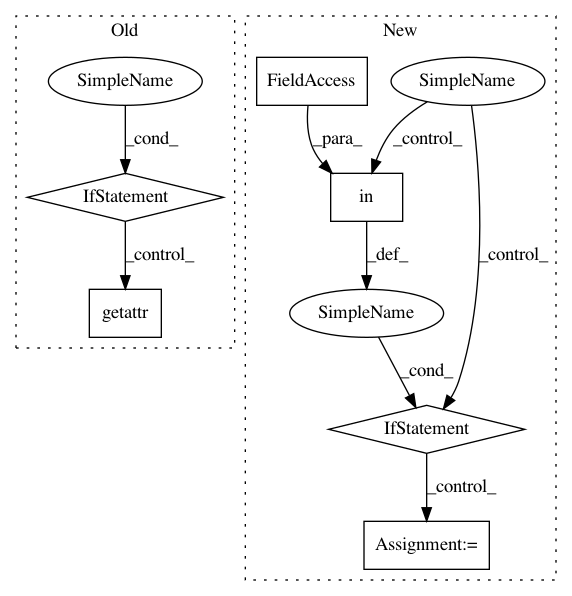 Old
SimpleName
_cond_
IfStatement
_control_
getattr
New
FieldAccess
SimpleName
_para_
_control_
in
_def_
_control_
SimpleName
_cond_
IfStatement
_control_
Assignment:=